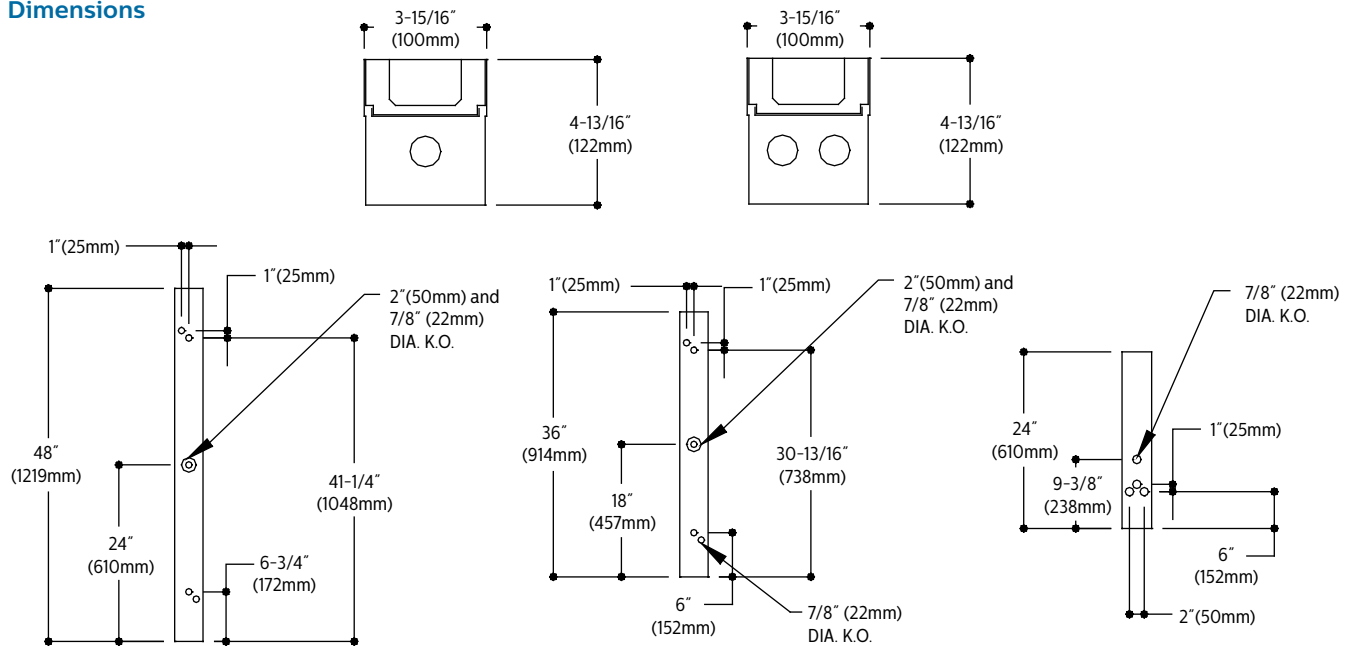 Dimensions
3-15/16"
(100mm)
4-13/16"
(122mm)
3-15/16"
(100mm)
4-13/16"
(122mm)
1"(25mm)
1"(25mm)
2"(50mm) and
7/8" (22mm)
DIA. K.O.
48"
(1219mm)
24"
(610mm)
41-1/4"
(1048mm)
6-3/4"
(172mm)
1"(25mm)
1"(25mm)
2"(50mm) and
7/8" (22mm)
DIA. K.O.
36"
(914mm)
18"
(457mm)
30-13/16"
(738mm)
6"
(152mm)
7/8" (22mm)
DIA. K.O.
7/8" (22mm)
DIA. K.O.
24"
(610mm)
9-3/8"
(238mm)
1"(25mm)
6"
(152mm)
2"(50mm)